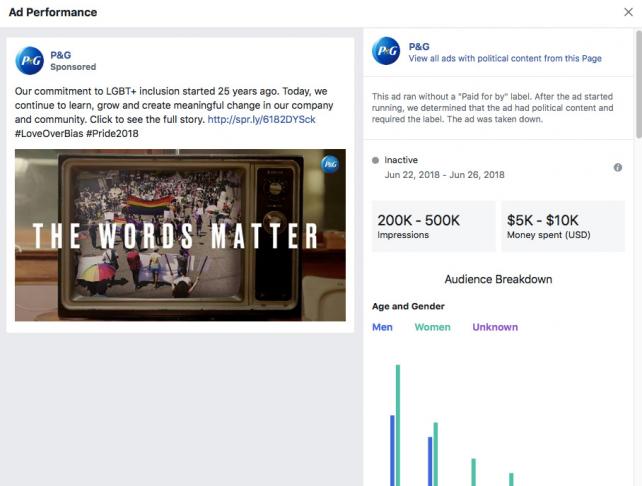 Ad Performance
P&G
P&G
Sponsored
Our commitment to LGBT+ inclusion started 25 years ago. Today, we
continue to learn, grow and create meaningful change in our company
and community. Click to see the full story. http://spr.ly/6182DYSck
#LoveOverBias #Pride2018
P&G
THE WORDS MATTER
P&G
P&G
View all ads with political content from this Page
This ad ran without a "Paid for by" label. After the ad started
running, we determined that the ad had political content and
required the label. The ad was taken down.
Inactive
Jun 22, 2018 - Jun 26, 2018
200K - 500K
Impressions
$5K - $10K
Money spent (USD)
Audience Breakdown
Age and Gender
Men Women Unknown